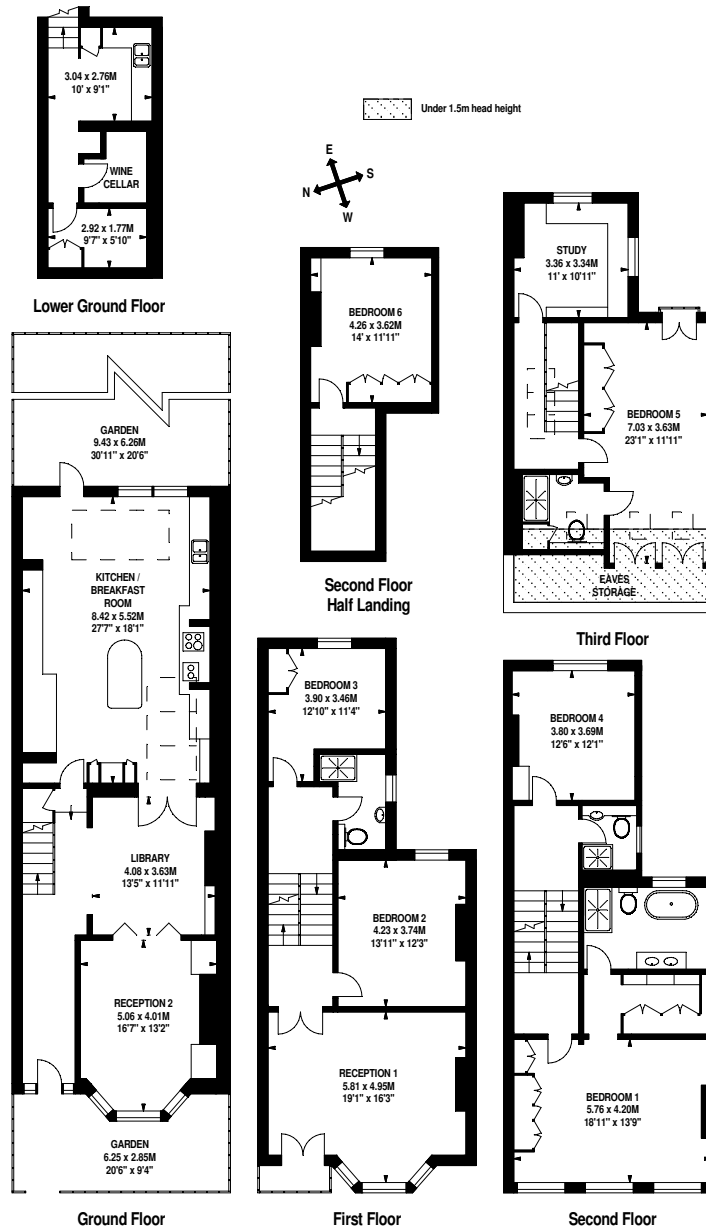 3.04 x 2.76M
10' x 9'1"
WINE
CELLAR
2.92 x 1.77M
9'7" x 5'10"
Lower Ground Floor
Under 1.5m head height
E
S
N
W
BEDROOM 6
4.26 x 3.62M
14' x 11'11"
Second Floor
Half Landing
STUDY
3.36 x 3.34M
11' x 10'11"
BEDROOM 5
7.03 x 3.63M
23'1" x 11'11"
EAVES
STORAGE
Third Floor
GARDEN
9.43 x 6.26M
30'11" x 20'6"
KITCHEN /
BREAKFAST
ROOM
8.42 x 5.52M
27'7" x 18'1"
LIBRARY
4.08 x 3.63M
13'5" x 11'11"
RECEPTION 2
5.06 x 4.01M
16'7" x 13'2"
GARDEN
6.25 x 2.85M
20'6" x 9'4"
Ground Floor
BEDROOM 3
3.90 x 3.46M
12'10" x 11'4"
BEDROOM 2
4.23 x 3.74M
13'11" x 12'3"
RECEPTION 1
5.81 x 4.95M
19'1" x 16'3"
First Floor
BEDROOM 4
3.80 x 3.69M
12'6" x 12'1"
BEDROOM 1
5.76 x 4.20M
18'11" x 13'9"
Second Floor